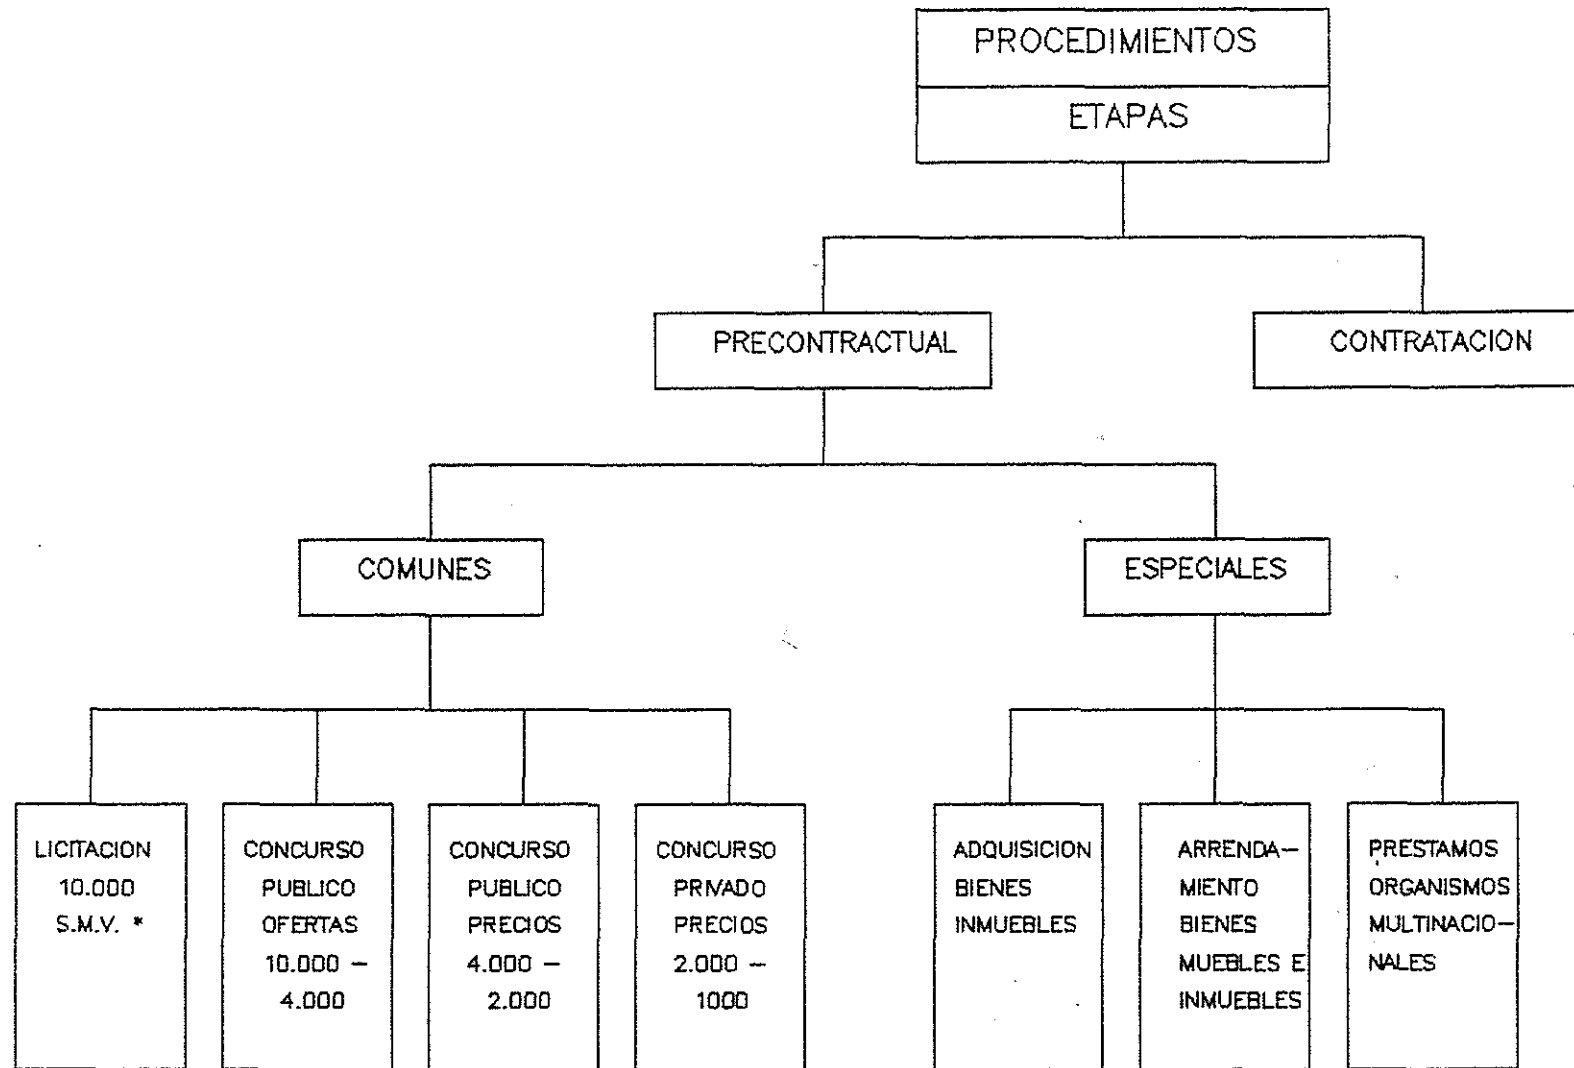 PROCEDIMIENTOS
ETAPAS
PRECONTRACTUAL
CONTRATACION
COMUNES
ESPECIALES
LICITACION
10.000
S.M.V. *
CONCURSO
PUBLICO
OFERTAS
10.000 –
4.000
CONCURSO
PUBLICO
PRECIOS
4.000 –
2.000
CONCURSO
PRIVADO
PRECIOS
2.000 –
1000
ADQUISICION
BIENES
INMUEBLES
ARRENDA–
MIENTO
BIENES
MUEBLES E
INMUEBLES
PRESTAMOS
ORGANISMOS
MULTINACIO–
NALES